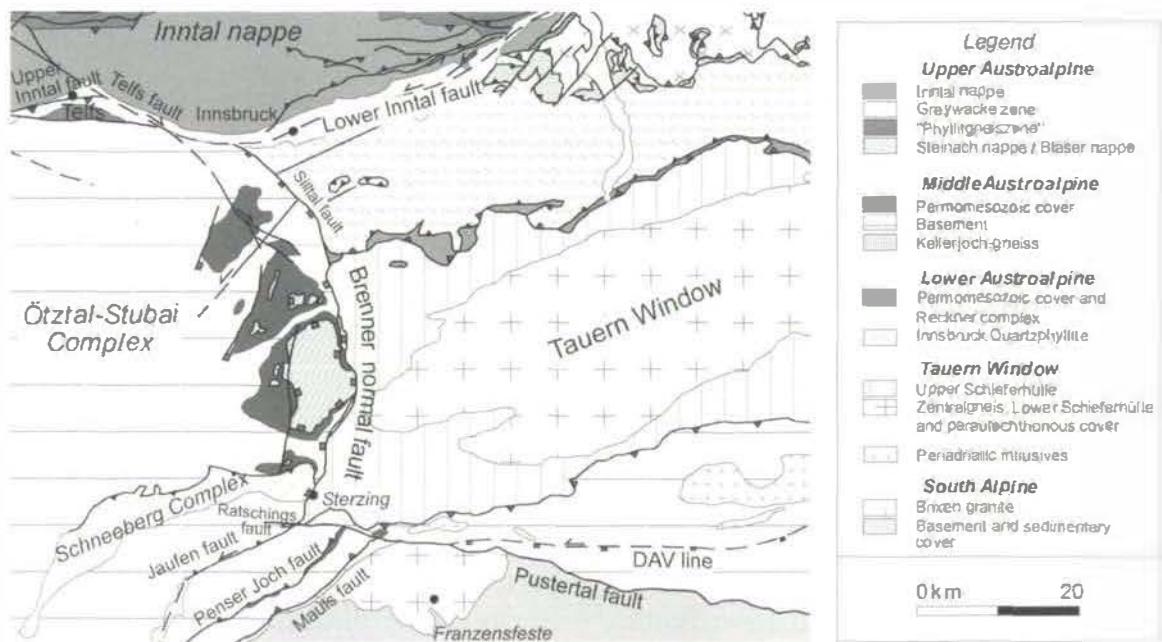 Inntal nappe
Upper
Inntal fault
Telfs fault
Telfs
Innsbruck
Lower Inntal fault
Silltal fault
Brenner normal fault
Ötztal-Stubai
Complex
Tauern Window
Schneeberg Complex
Sterzing
Ratschings
fault
Jaufen fault
Penser Joch fault
Mauls fault
DAV line
Pustertal fault
Franzensfeste
Legend
Upper Austroalpine
Inntal nappe
Greywacke zone
Steinach nappe / Blaser nappe
Middle Austroalpine
Permomesozoic cover
Basement
Kellerjoch gneiss
Lower Austroalpine
Permomesozoic cover and
Reckner complex
Innsbruck Quartzphyllite
Tauern Window
Upper Schieferhülle
Zentralgneis, Lower Schieferhülle
and parautochthonous cover
Periadriatic intrusives
South Alpine
Brixen granite
Basement and sedimentary
cover
0 km 20